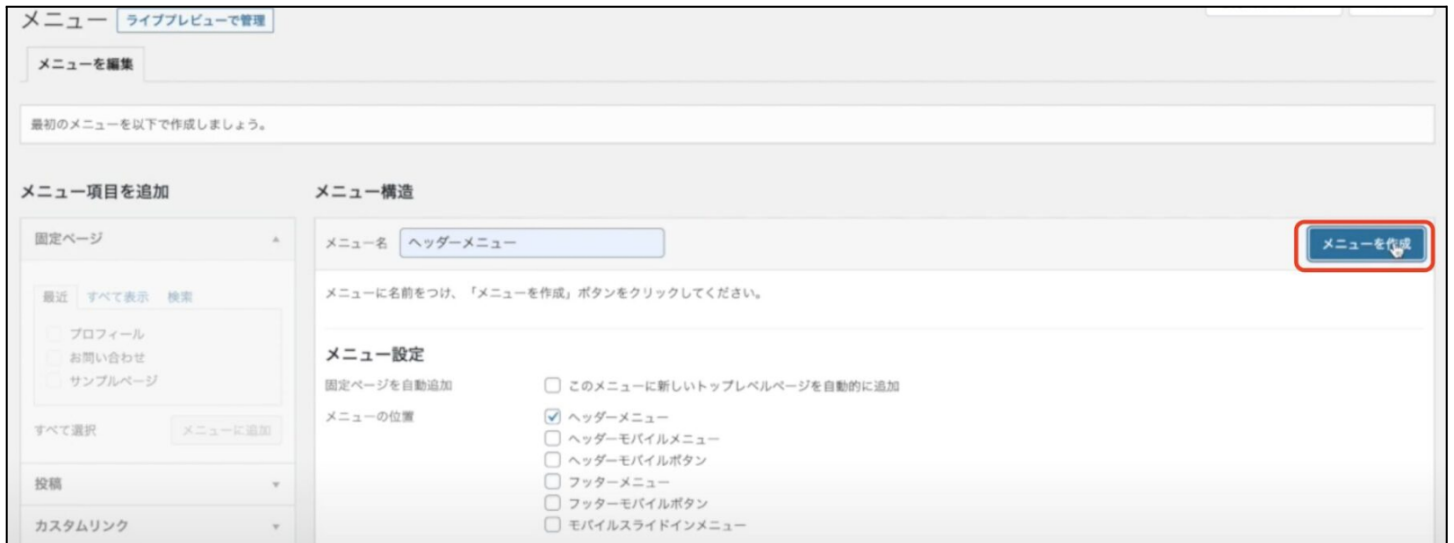 メニュー ライブプレビューで管理
メニューを編集
最初のメニューを以下で作成しましょう。
メニュー項目を追加
固定ページ
最近 すべて表示 検索
プロフィール
お問い合わせ
サンプルページ
すべて選択 メニューに追加
投稿
カスタムリンク
メニュー構造
メニュー名 ヘッダーメニュー メニューを作成
メニューに名前をつけ、「メニューを作成」ボタンをクリックしてください。
メニュー設定
固定ページを自動追加 このメニューに新しいトップレベルページを自動的に追加
メニューの位置 ヘッダーメニュー
ヘッダーモバイルメニュー
ヘッダーモバイルボタン
フッターメニュー
フッターモバイルボタン
モバイルスライドインメニュー